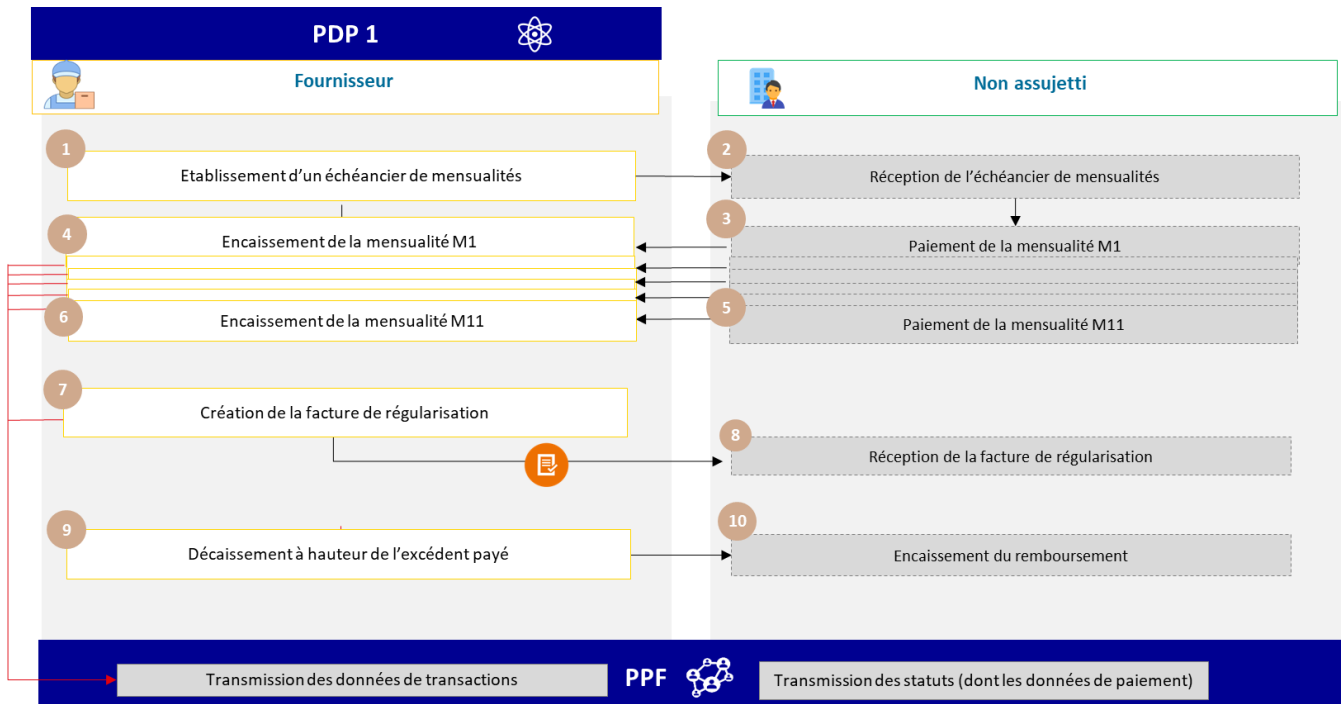 PDP 1
Fournisseur
Non assujetti
1
Etablissement d’un échéancier de mensualités
2
Réception de l’échéancier de mensualités
3
Paiement de la mensualité M1
4
Encaissement de la mensualité M1
5
Paiement de la mensualité M11
6
Encaissement de la mensualité M11
7
Création de la facture de régularisation
8
Réception de la facture de régularisation
9
Décaissement à hauteur de l’excédent payé
10
Encaissement du remboursement
Transmission des données de transactions
PPF
Transmission des statuts (dont les données de paiement)